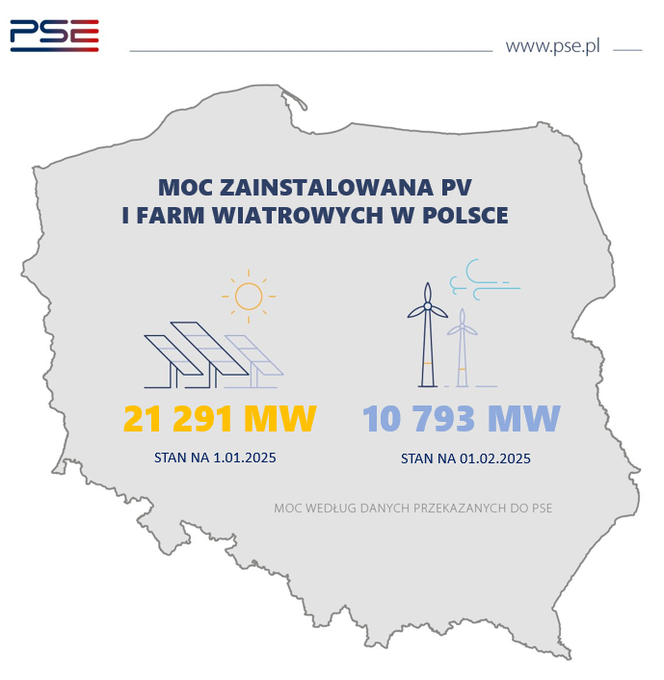 PSE
www.pse.pl
MOC ZAINSTALOWANA PV
I FARM WIATROWYCH W POLSCE
21 291 MW
10 793 MW
STAN NA 1.01.2025
STAN NA 01.02.2025
MOC WEDŁUG DANYCH PRZEKAZANYCH DO PSE